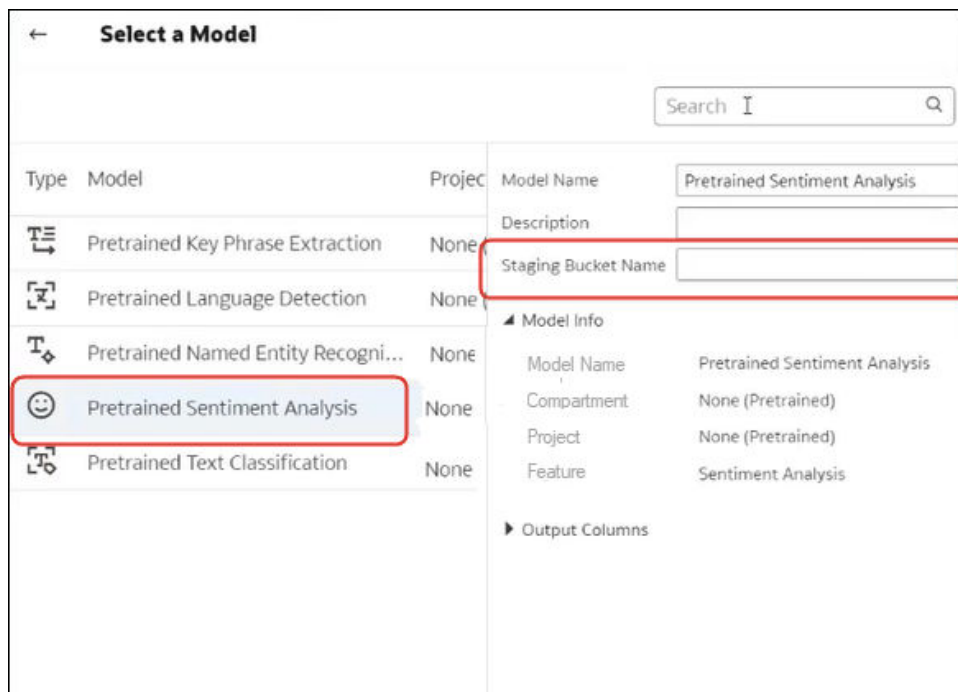 ← Select a Model
Search
Type Model Projec
Pretrained Key Phrase Extraction None (
Pretrained Language Detection None (
Pretrained Named Entity Recogni... None
Pretrained Sentiment Analysis None
Pretrained Text Classification None
Model Name Pretrained Sentiment Analysis
Description
Staging Bucket Name
Model Info
Model Name Pretrained Sentiment Analysis
Compartment None (Pretrained)
Project None (Pretrained)
Feature Sentiment Analysis
Output Columns